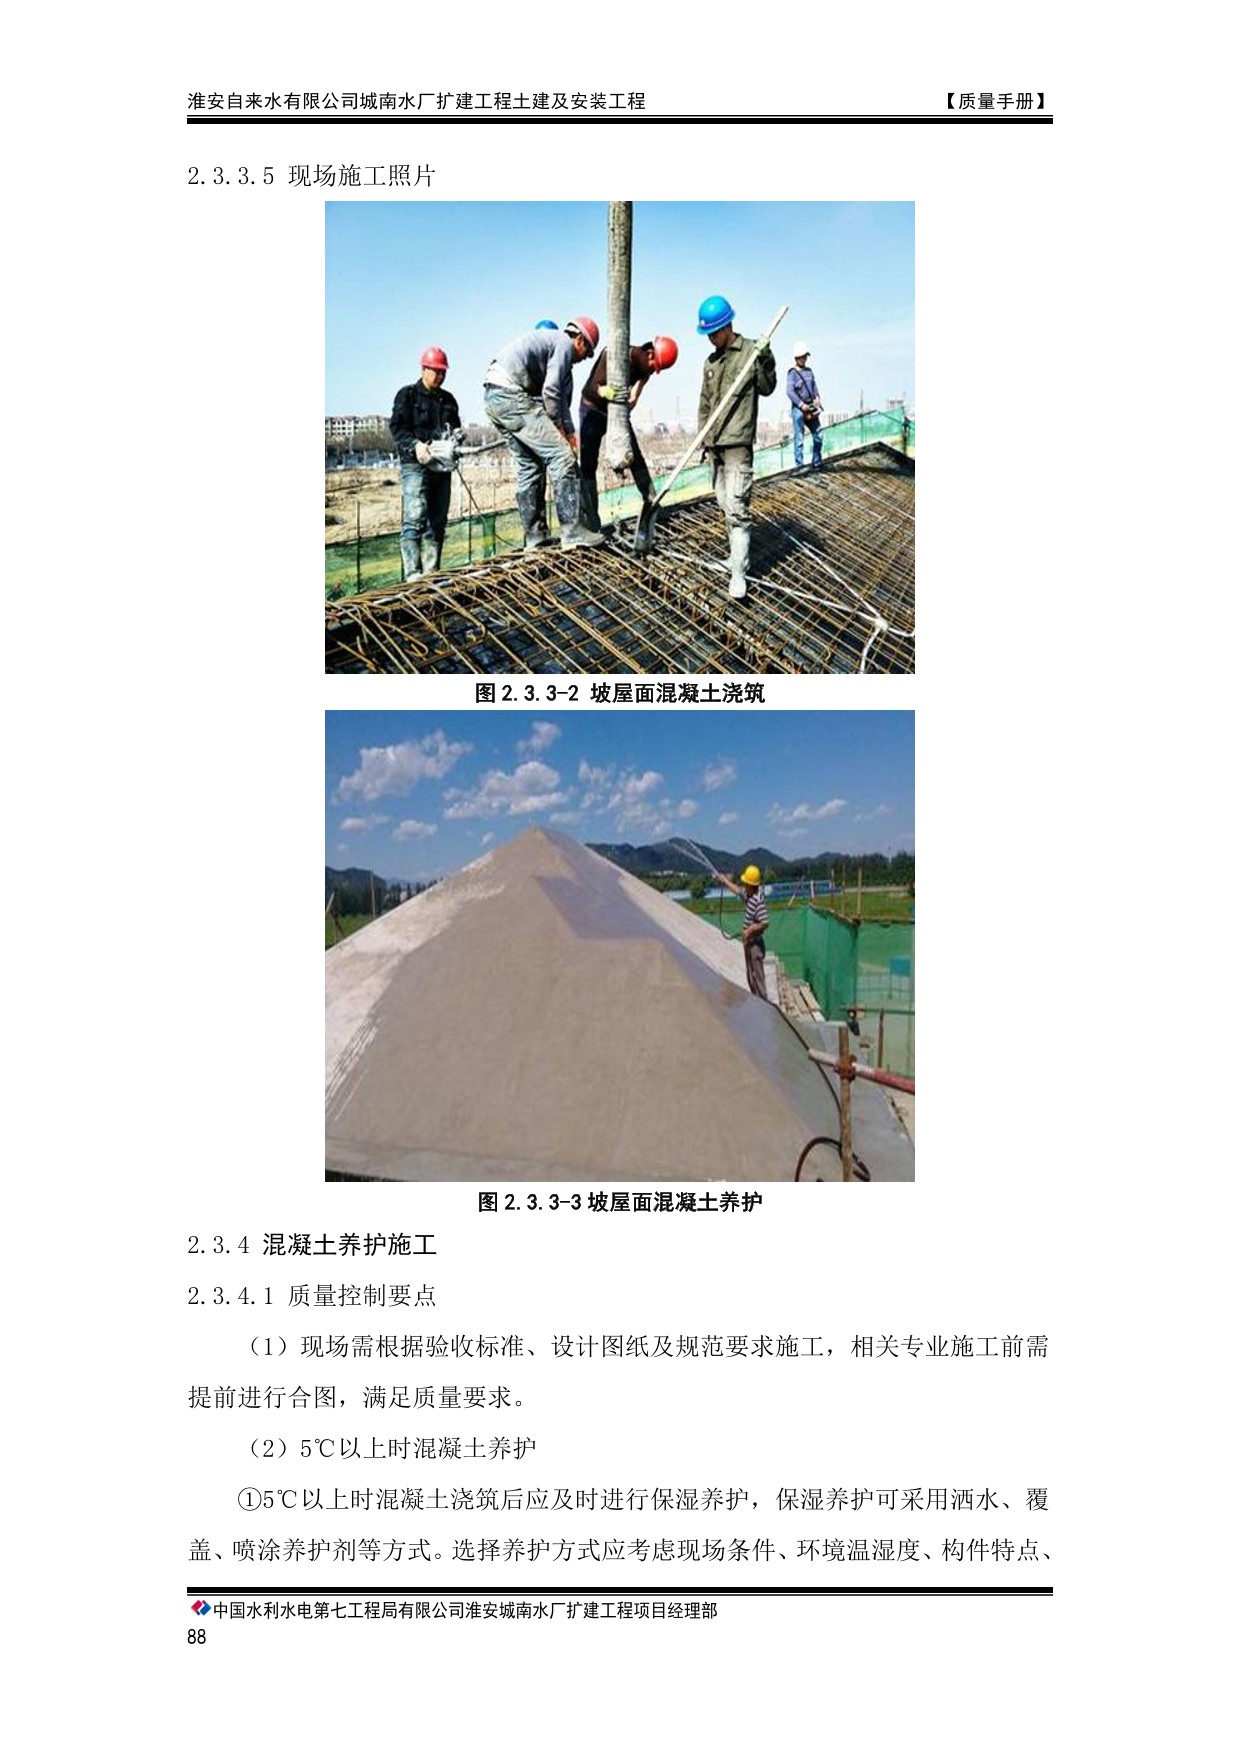 淮安自来水有限公司城南水厂扩建工程土建及安装工程 【质量手册】
2.3.3.5 现场施工照片
图 2.3.3-2 坡屋面混凝土浇筑
图 2.3.3-3 坡屋面混凝土养护
2.3.4 混凝土养护施工
2.3.4.1 质量控制要点
（1）现场需根据验收标准、设计图纸及规范要求施工，相关专业施工前需
提前进行合图，满足质量要求。
（2）5℃以上时混凝土养护
①5℃以上时混凝土浇筑后应及时进行保湿养护，保湿养护可采用洒水、覆
盖、喷涂养护剂等方式。选择养护方式应考虑现场条件、环境温湿度、构件特点、
中国水利水电第七工程局有限公司淮安城南水厂扩建工程项目经理部
88